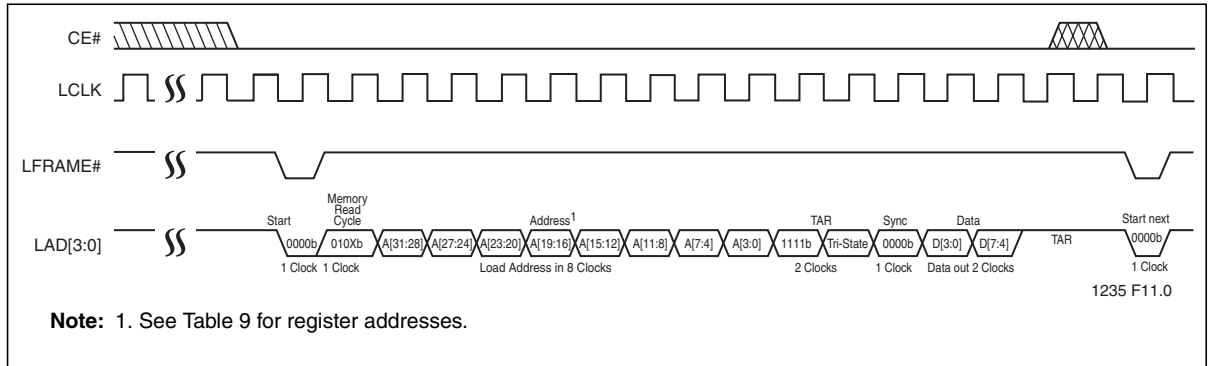 CE#
LCLK
LFRAME#
Memory
Read
Cycle
Start
Address1
TAR
Sync
Data
Start next
LAD[3:0]
0000b
010Xb
A[31:28]
A[27:24]
A[23:20]
A[19:16]
A[15:12]
A[11:8]
A[7:4]
A[3:0]
1111b
Tri-State
0000b
D[3:0]
D[7:4]
TAR
0000b
1 Clock
1 Clock
Load Address in 8 Clocks
2 Clocks
1 Clock
Data out 2 Clocks
1 Clock
1235 F11.0
Note: 1. See Table 9 for register addresses.